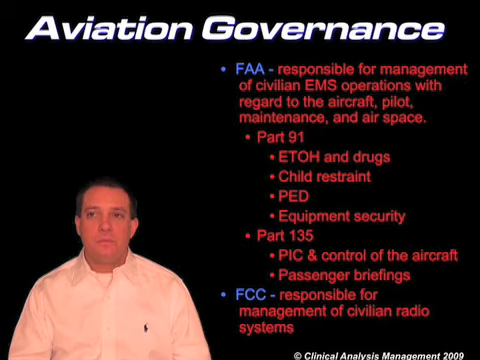 Aviation Governance
• FAA - responsible for management
of civilian EMS operations with
regard to the aircraft, pilot,
maintenance, and air space.
• Part 91
• ETOH and drugs
• Child restraint
• PED
• Equipment security
• Part 135
• PIC & control of the aircraft
• Passenger briefings
• FCC - responsible for
management of civilian radio
systems
© Clinical Analysis Management 2009